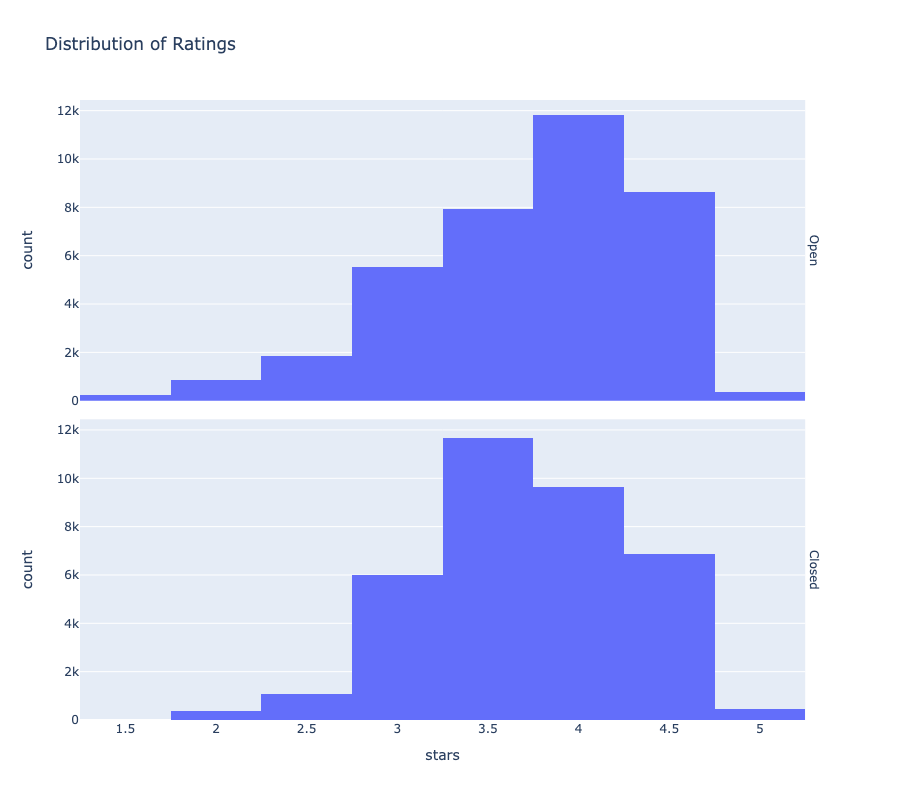 Distribution of Ratings
12k
10k
8k
6k
4k
2k
0
count
Open
12k
10k
8k
6k
4k
2k
0
count
Closed
1.5 2 2.5 3 3.5 4 4.5 5
stars